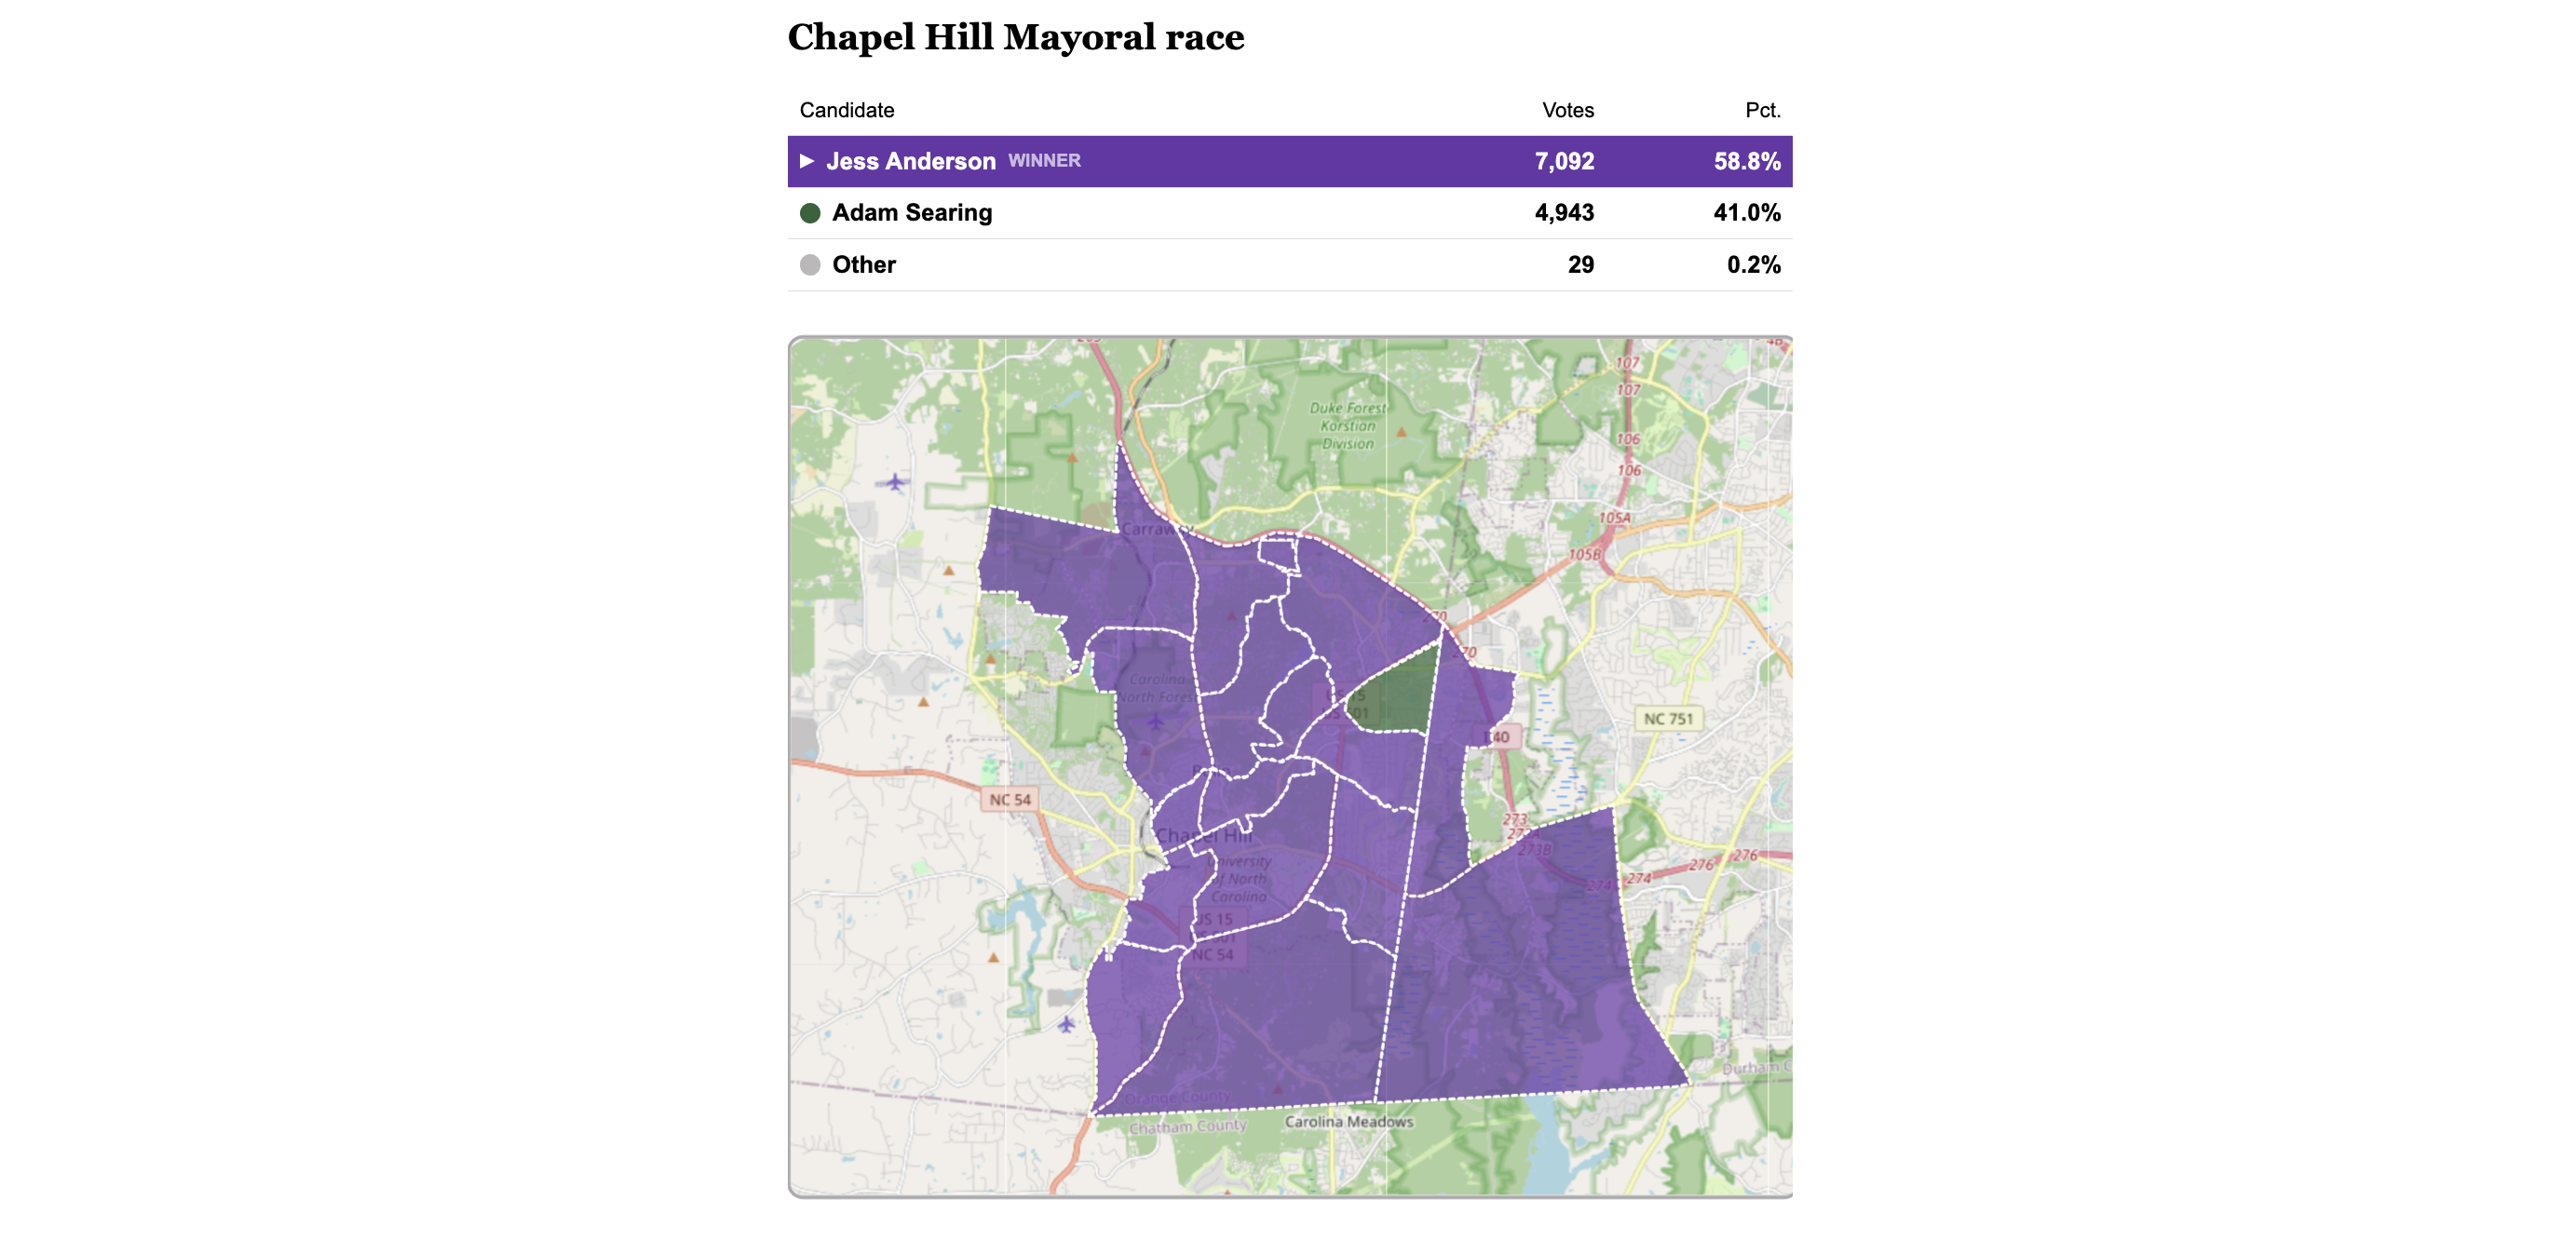 Chapel Hill Mayoral race
Candidate Votes Pct.
Jess Anderson WINNER 7,092 58.8%
Adam Searing 4,943 41.0%
Other 29 0.2%
107
Duke Forest
Korstian
Division
107
106
106
105A
Carraway
105B
270
270
Carolina
North Forest
US 15
US 501
NC 751
I 40
NC 54
273
Chapel Hill
273B
University
of North
Carolina
276
276
274
US 15
US 501
NC 54
Orange County
Durham C
Chatham County
Carolina Meadows